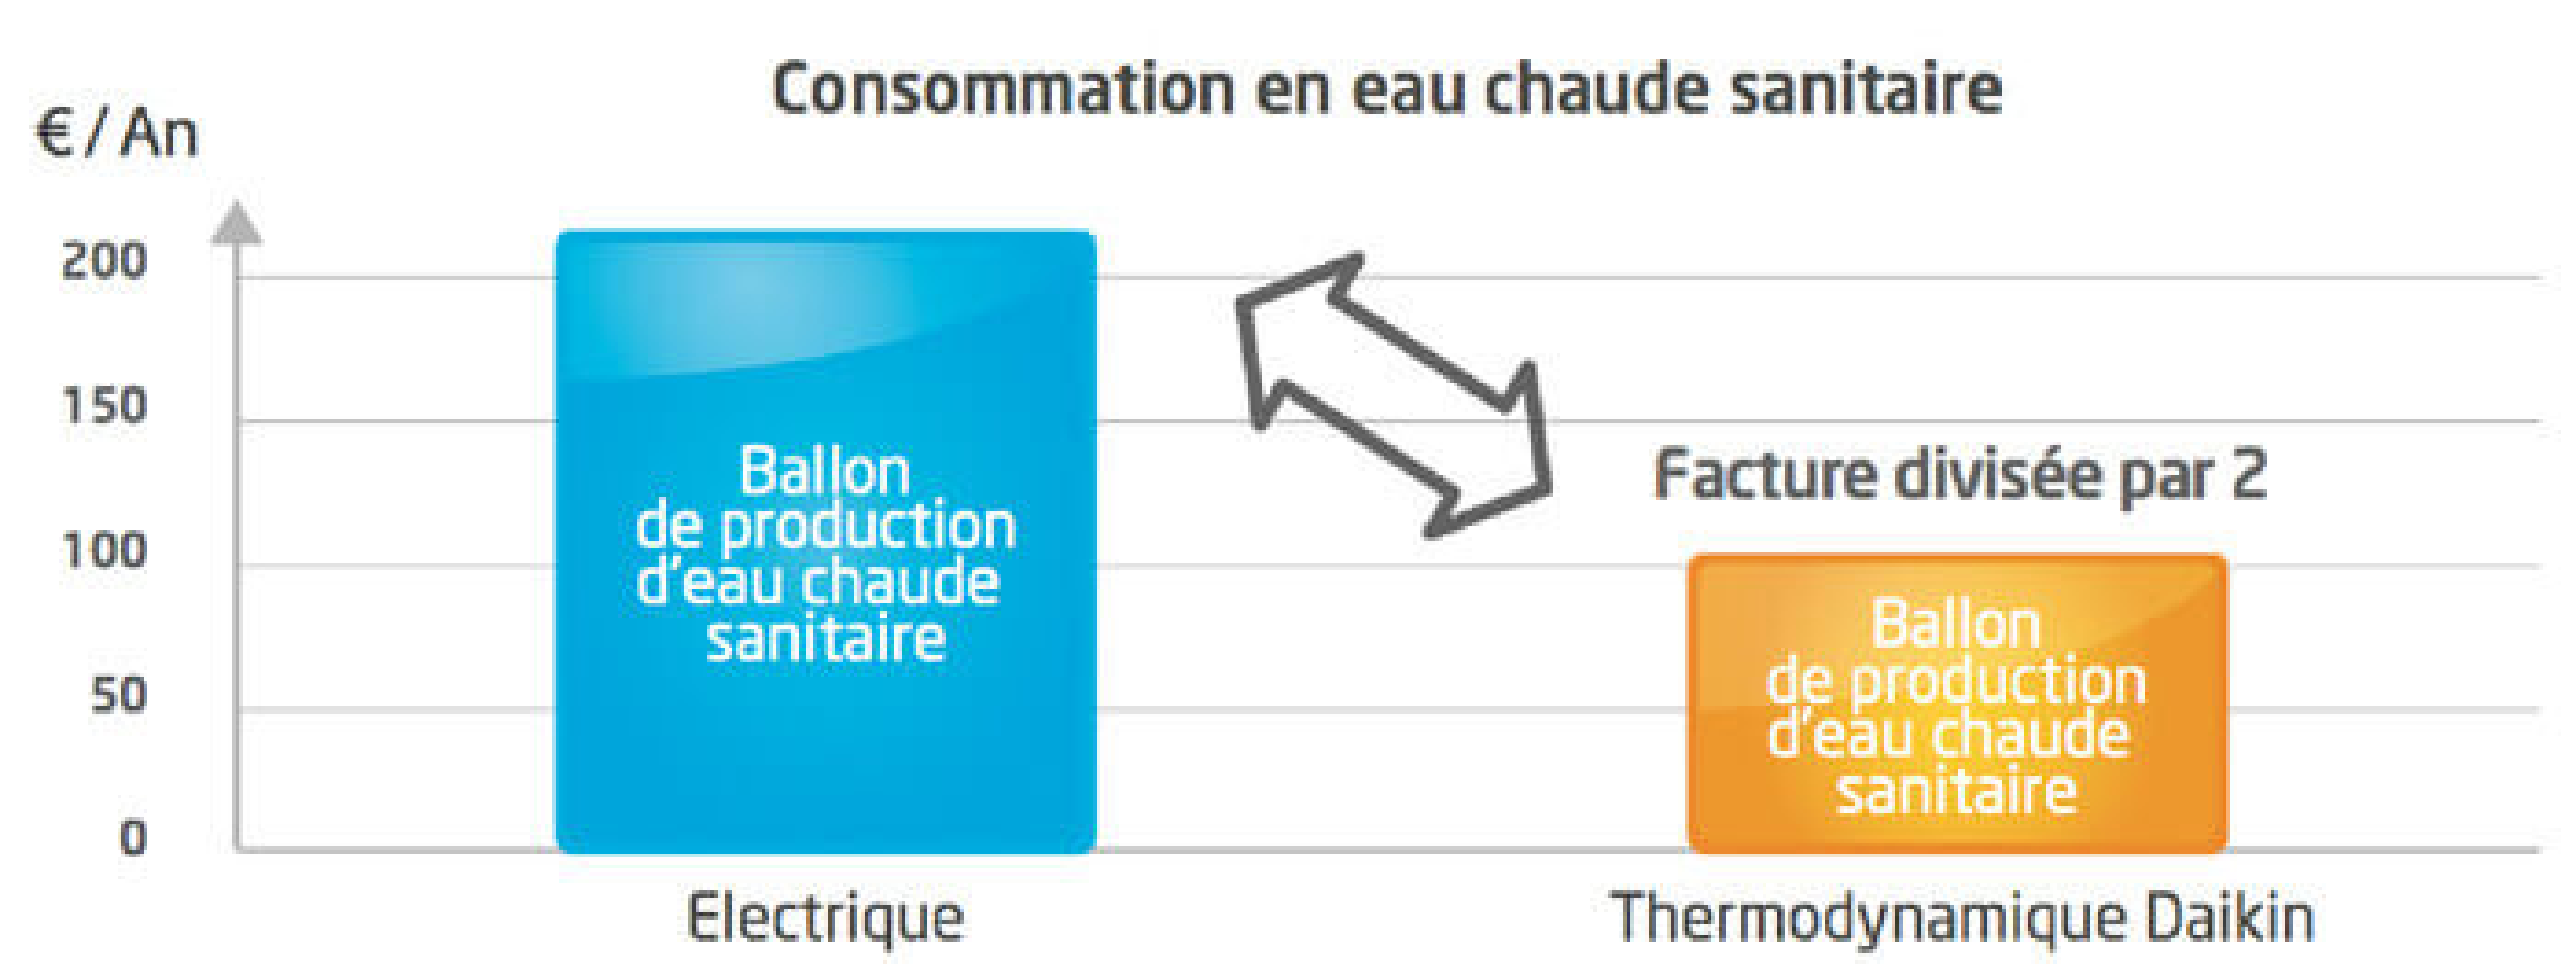 Consommation en eau chaude sanitaire
€ / An
200
150
100
50
0
Ballon
de production
d'eau chaude
sanitaire
Facture divisée par 2
Ballon
de production
d'eau chaude
sanitaire
Electrique
Thermodynamique Daikin